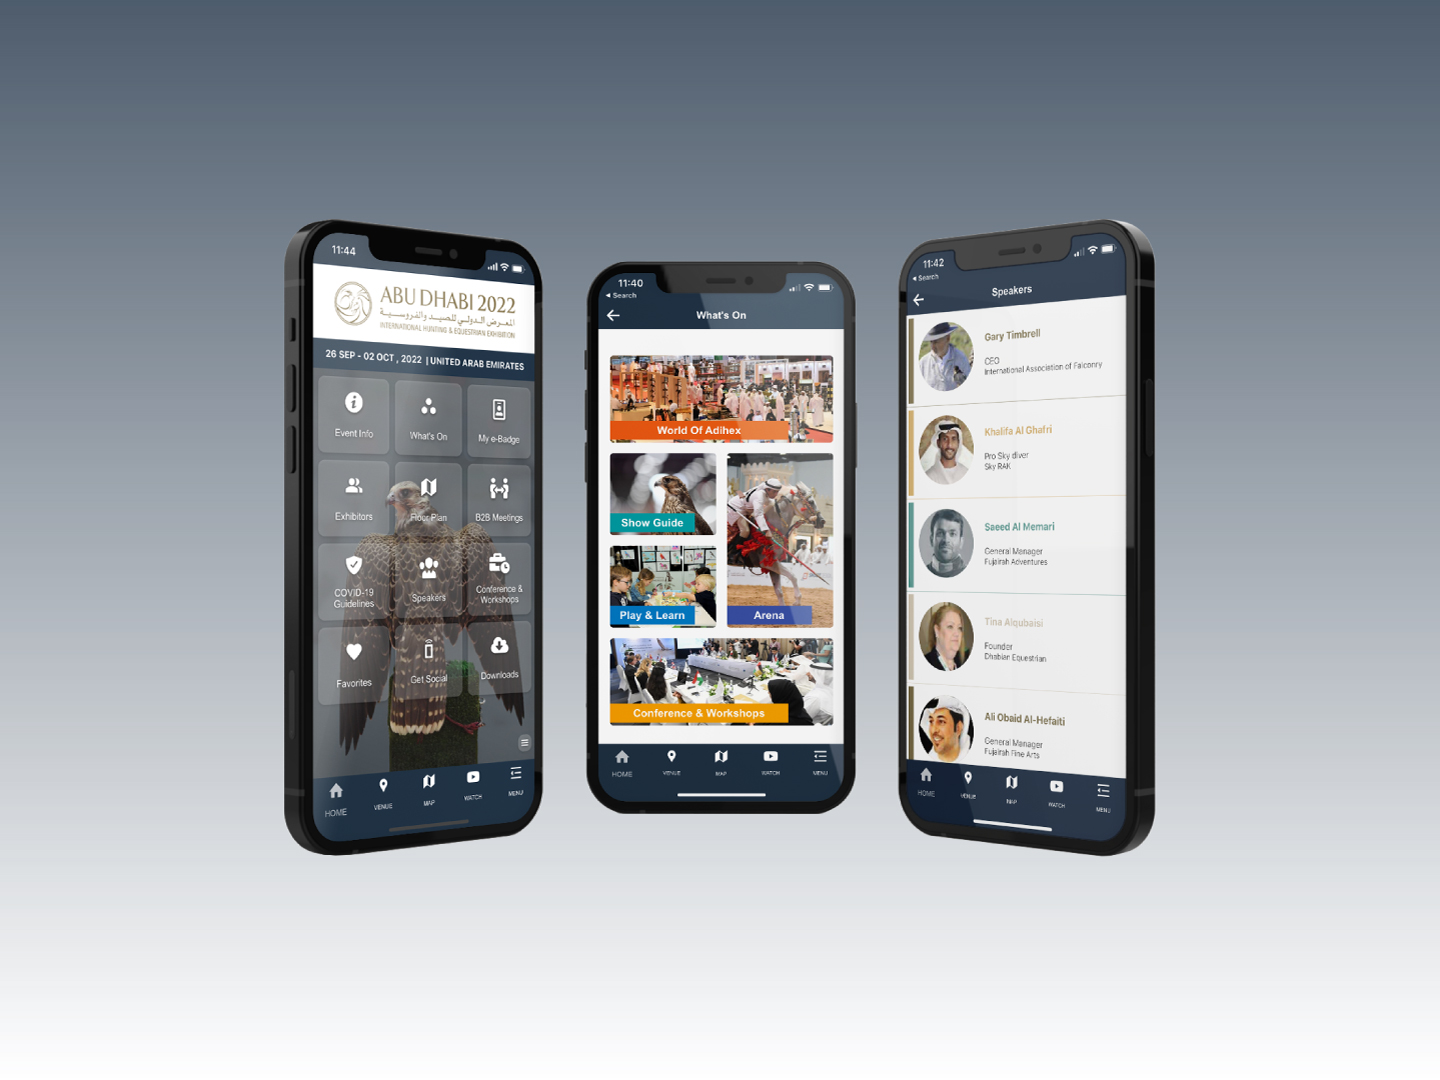 11:44
ABU DHABI 2022
المعرض الدولي للصيد والفروسية
INTERNATIONAL HUNTING & EQUESTRIAN EXHIBITION
26 SEP - 02 OCT , 2022 | UNITED ARAB EMIRATES
Event Info
What's On
My e-Badge
Exhibitors
Floor Plan
B2B Meetings
COVID-19
Guidelines
Speakers
Conference &
Workshops
Favorites
Get Social
Downloads
HOME
VENUE
MAP
WATCH
MENU
11:40
Search
What's On
World Of Adihex
Show Guide
Play & Learn
Arena
Conference & Workshops
HOME
VENUE
MAP
WATCH
MENU
11:42
Search
Speakers
Gary Timbrell
CEO
International Association of Falconry
Khalifa Al Ghafri
Pro Sky diver
Sky RAK
Saeed Al Memari
General Manager
Fujairah Adventures
Tina Alqubaisi
Founder
Dhabian Equestrian
Ali Obaid Al-Hefaiti
General Manager
Fujairah Fine Arts
HOME
VENUE
MAP
WATCH
MENU